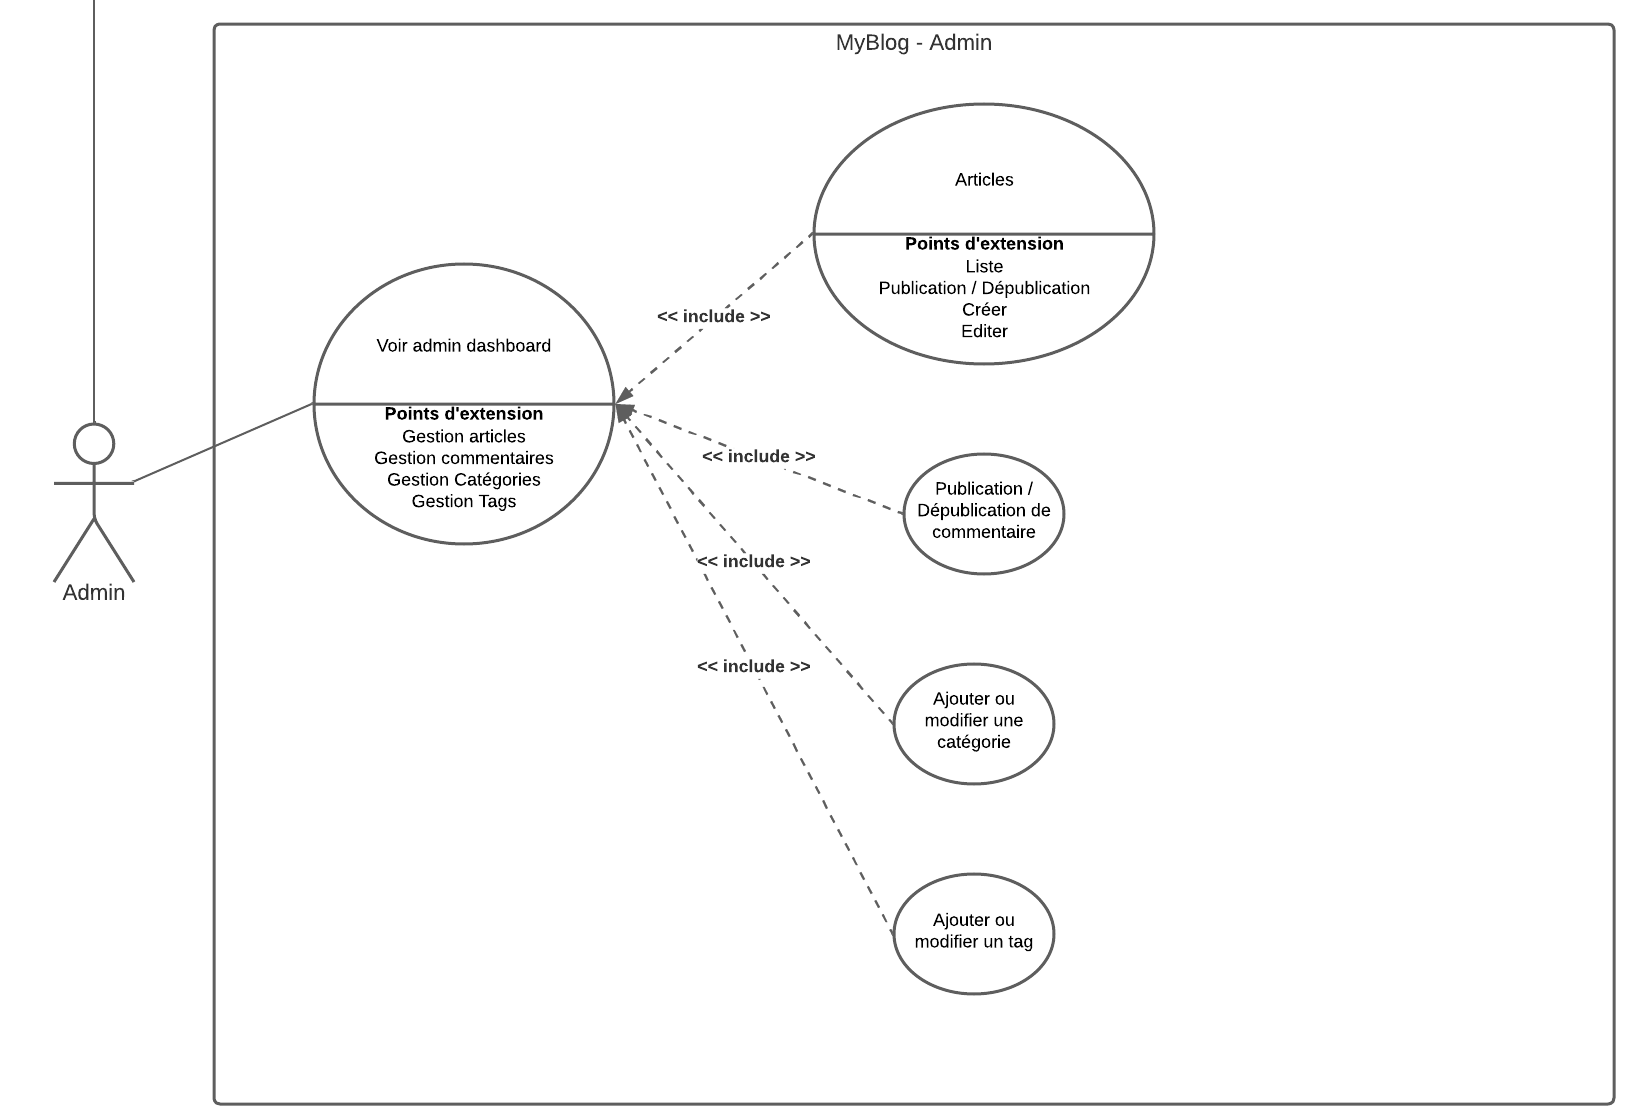 MyBlog - Admin
Articles
Points d'extension
Liste
Publication / Dépublication
Créer
Editer
<< include >>
Voir admin dashboard
Points d'extension
Gestion articles
Gestion commentaires
Gestion Catégories
Gestion Tags
<< include >>
Publication /
Dépublication de
commentaire
<< include >>
Admin
<< include >>
Ajouter ou
modifier une
catégorie
Ajouter ou
modifier un tag